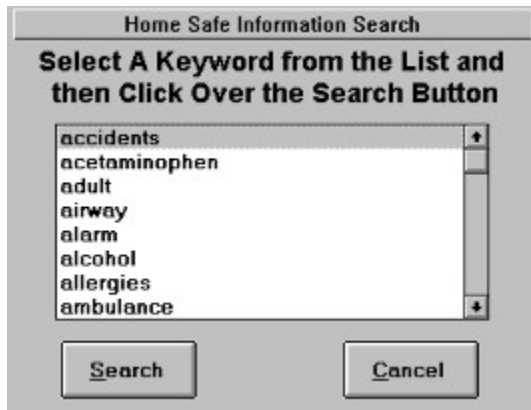 Home Safe Information Search
Select A Keyword from the List and
then Click Over the Search Button
accidents
acetaminophen
adult
airway
alarm
alcohol
allergies
ambulance
Search
Cancel